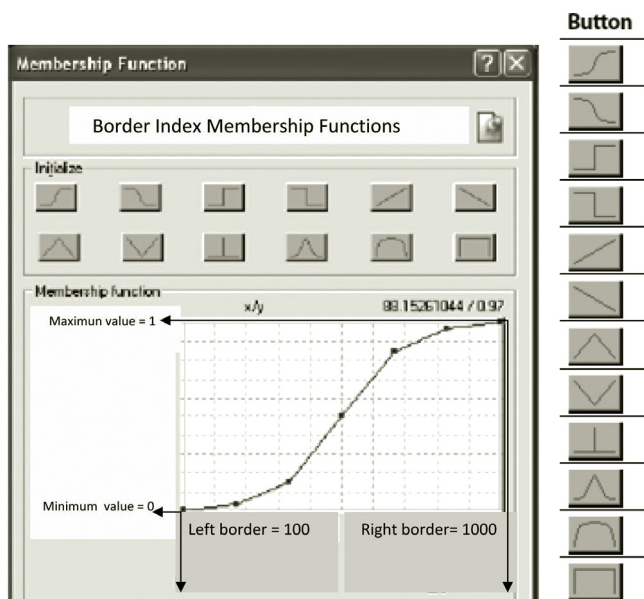 Button
Membership Function
Border Index Membership Functions
Initialize
Membership function
x/y
88.15261044 / 0.97
Maximun value = 1
Minimum value = 0
Left border = 100
Right border= 1000